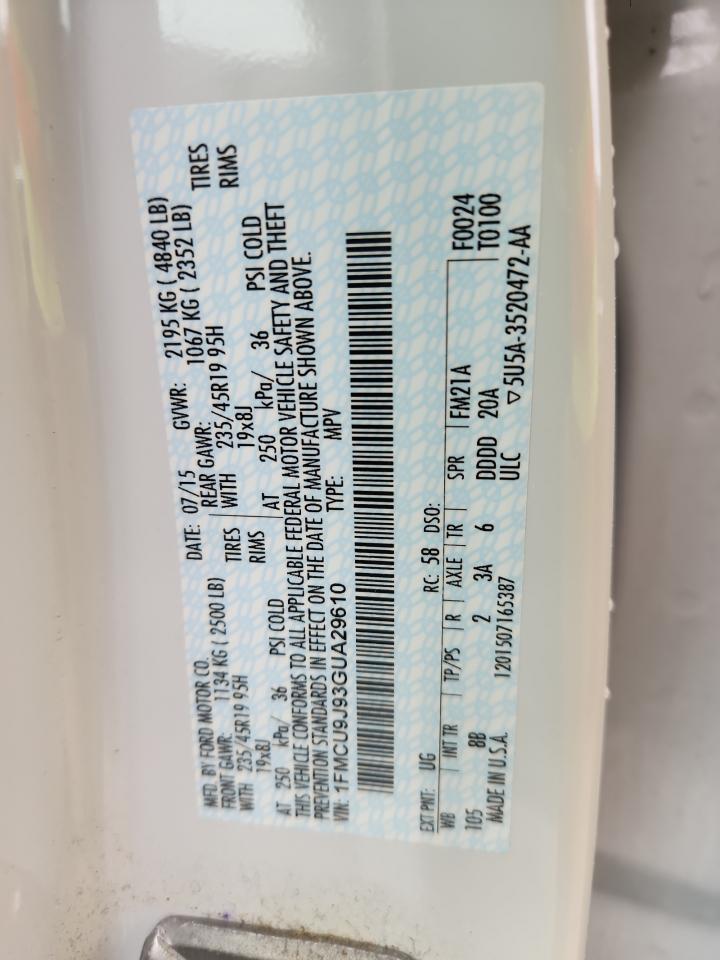 MFD. BY FORD MOTOR CO.
DATE: 07/15 GVWR: 2195 KG ( 4840 LB)
FRONT GAWR: 1134 KG ( 2500 LB) REAR GAWR: 1067 KG ( 2352 LB)
WITH 235/45R19 95H TIRES WITH 235/45R19 95H TIRES
19x8J RIMS 19x8J RIMS
AT 250 kPa/ 36 PSI COLD AT 250 kPa/ 36 PSI COLD
THIS VEHICLE CONFORMS TO ALL APPLICABLE FEDERAL MOTOR VEHICLE SAFETY AND THEFT
PREVENTION STANDARDS IN EFFECT ON THE DATE OF MANUFACTURE SHOWN ABOVE.
VIN: 1FMCU9J93GUA29610 TYPE: MPV
EXT PNT: UG RC: 58 DSO:
WB INT TR TP/PS R AXLE TR SPR FM21A F0024
105 8B 2 3A 6 DDDD 20A T0100
MADE IN U.S.A. 1201507165387 ULC ▽5U5A-3520472-AA